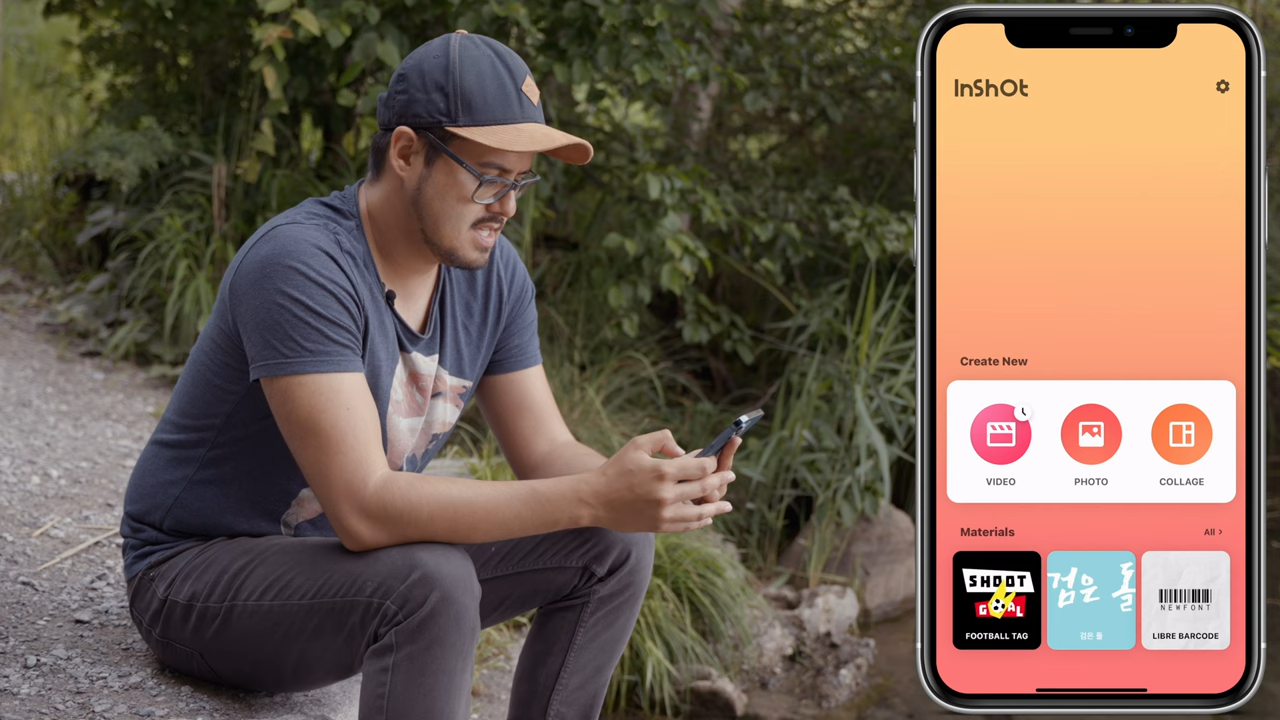 InShOt
Create New
VIDEO
PHOTO
COLLAGE
Materials
All >
SHOOT
GOAL
FOOTBALL TAG
검은 돌
검은 돌
NEWFONT
LIBRE BARCODE